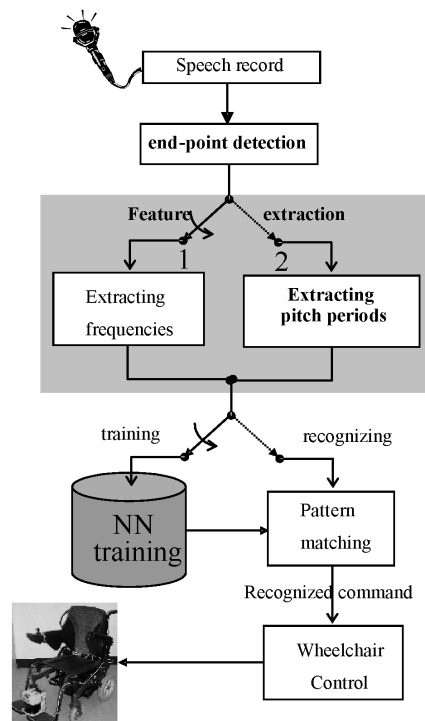 Speech record
end-point detection
Feature extraction
1 2
Extracting
frequencies
Extracting
pitch periods
training recognizing
NN
training
Pattern
matching
Recognized command
Wheelchair
Control